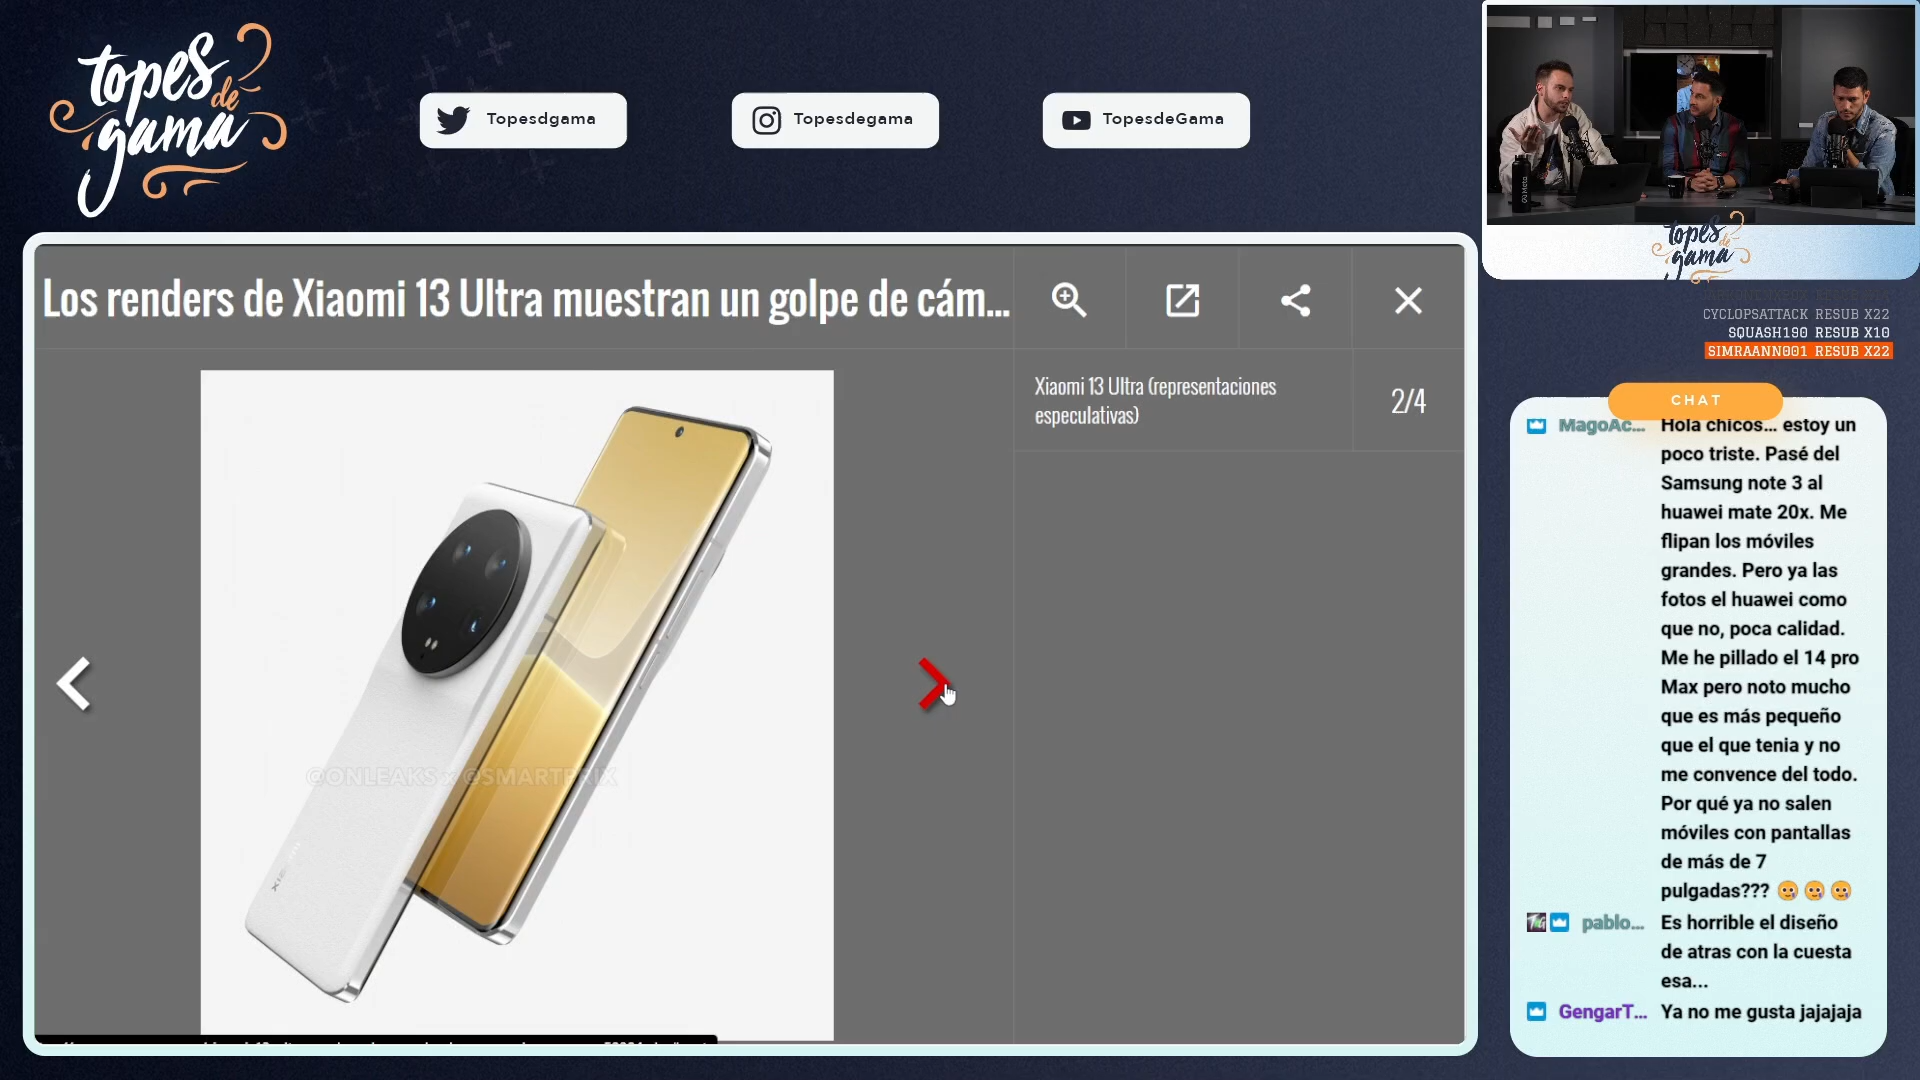 topes
de
gama
Topesdgama
Topesdegama
TopesdeGama
topes
de
gama
CYCLOPSATTACK RESUB X22
SQUASH190 RESUB X10
SIMRAANN001 RESUB X22
Los renders de Xiaomi 13 Ultra muestran un golpe de cám...
Xiaomi 13 Ultra (representaciones
especulativas)
2/4
@ONLEAKS x @SMARTPRIX
XIAOMI
CHAT
MagoAc... Hola chicos... estoy un
poco triste. Pasé del
Samsung note 3 al
huawei mate 20x. Me
flipan los móviles
grandes. Pero ya las
fotos el huawei como
que no, poca calidad.
Me he pillado el 14 pro
Max pero noto mucho
que es más pequeño
que el que tenia y no
me convence del todo.
Por qué ya no salen
móviles con pantallas
de más de 7
pulgadas???
pablo... Es horrible el diseño
de atras con la cuesta
esa...
GengarT... Ya no me gusta jajajaja